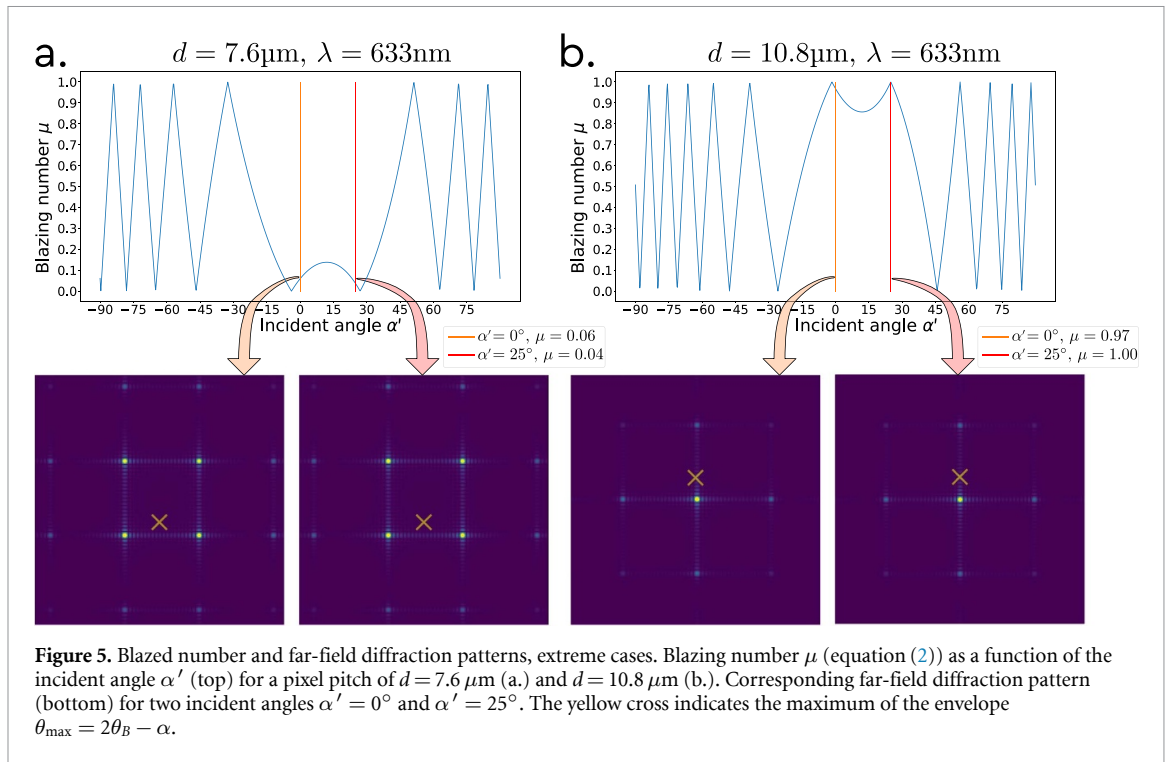 a.
d = 7.6µm, λ = 633nm
1.0
0.9
0.8
0.7
0.6
0.5
0.4
0.3
0.2
0.1
0.0
Blazing number µ
−90 −75 −60 −45 −30 −15 0 15 30 45 60 75
Incident angle α'
α' = 0°, µ = 0.06
α' = 25°, µ = 0.04
b.
d = 10.8µm, λ = 633nm
1.0
0.9
0.8
0.7
0.6
0.5
0.4
0.3
0.2
0.1
0.0
Blazing number µ
−90 −75 −60 −45 −30 −15 0 15 30 45 60 75
Incident angle α'
α' = 0°, µ = 0.97
α' = 25°, µ = 1.00
Figure 5. Blazed number and far-field diffraction patterns, extreme cases. Blazing number µ (equation (2)) as a function of the
incident angle α ′ (top) for a pixel pitch of d = 7.6 µm (a.) and d = 10.8 µm (b.). Corresponding far-field diffraction pattern
(bottom) for two incident angles α ′ = 0° and α ′ = 25°. The yellow cross indicates the maximum of the envelope
θmax = 2θB − α.